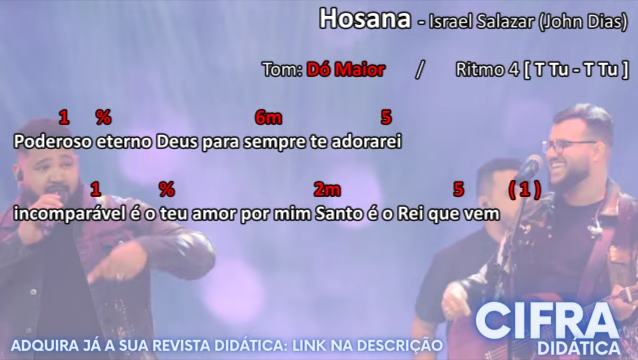 Hosana - Israel Salazar (John Dias)
Tom: Dó Maior / Ritmo 4 [ T Tu - T Tu ]
1 % 6m 5
Poderoso eterno Deus para sempre te adorarei
1 % 2m 5 ( 1 )
incomparável é o teu amor por mim Santo é o Rei que vem
CIFRA
DIDÁTICA
ADQUIRA JÁ A SUA REVISTA DIDÁTICA: LINK NA DESCRIÇÃO